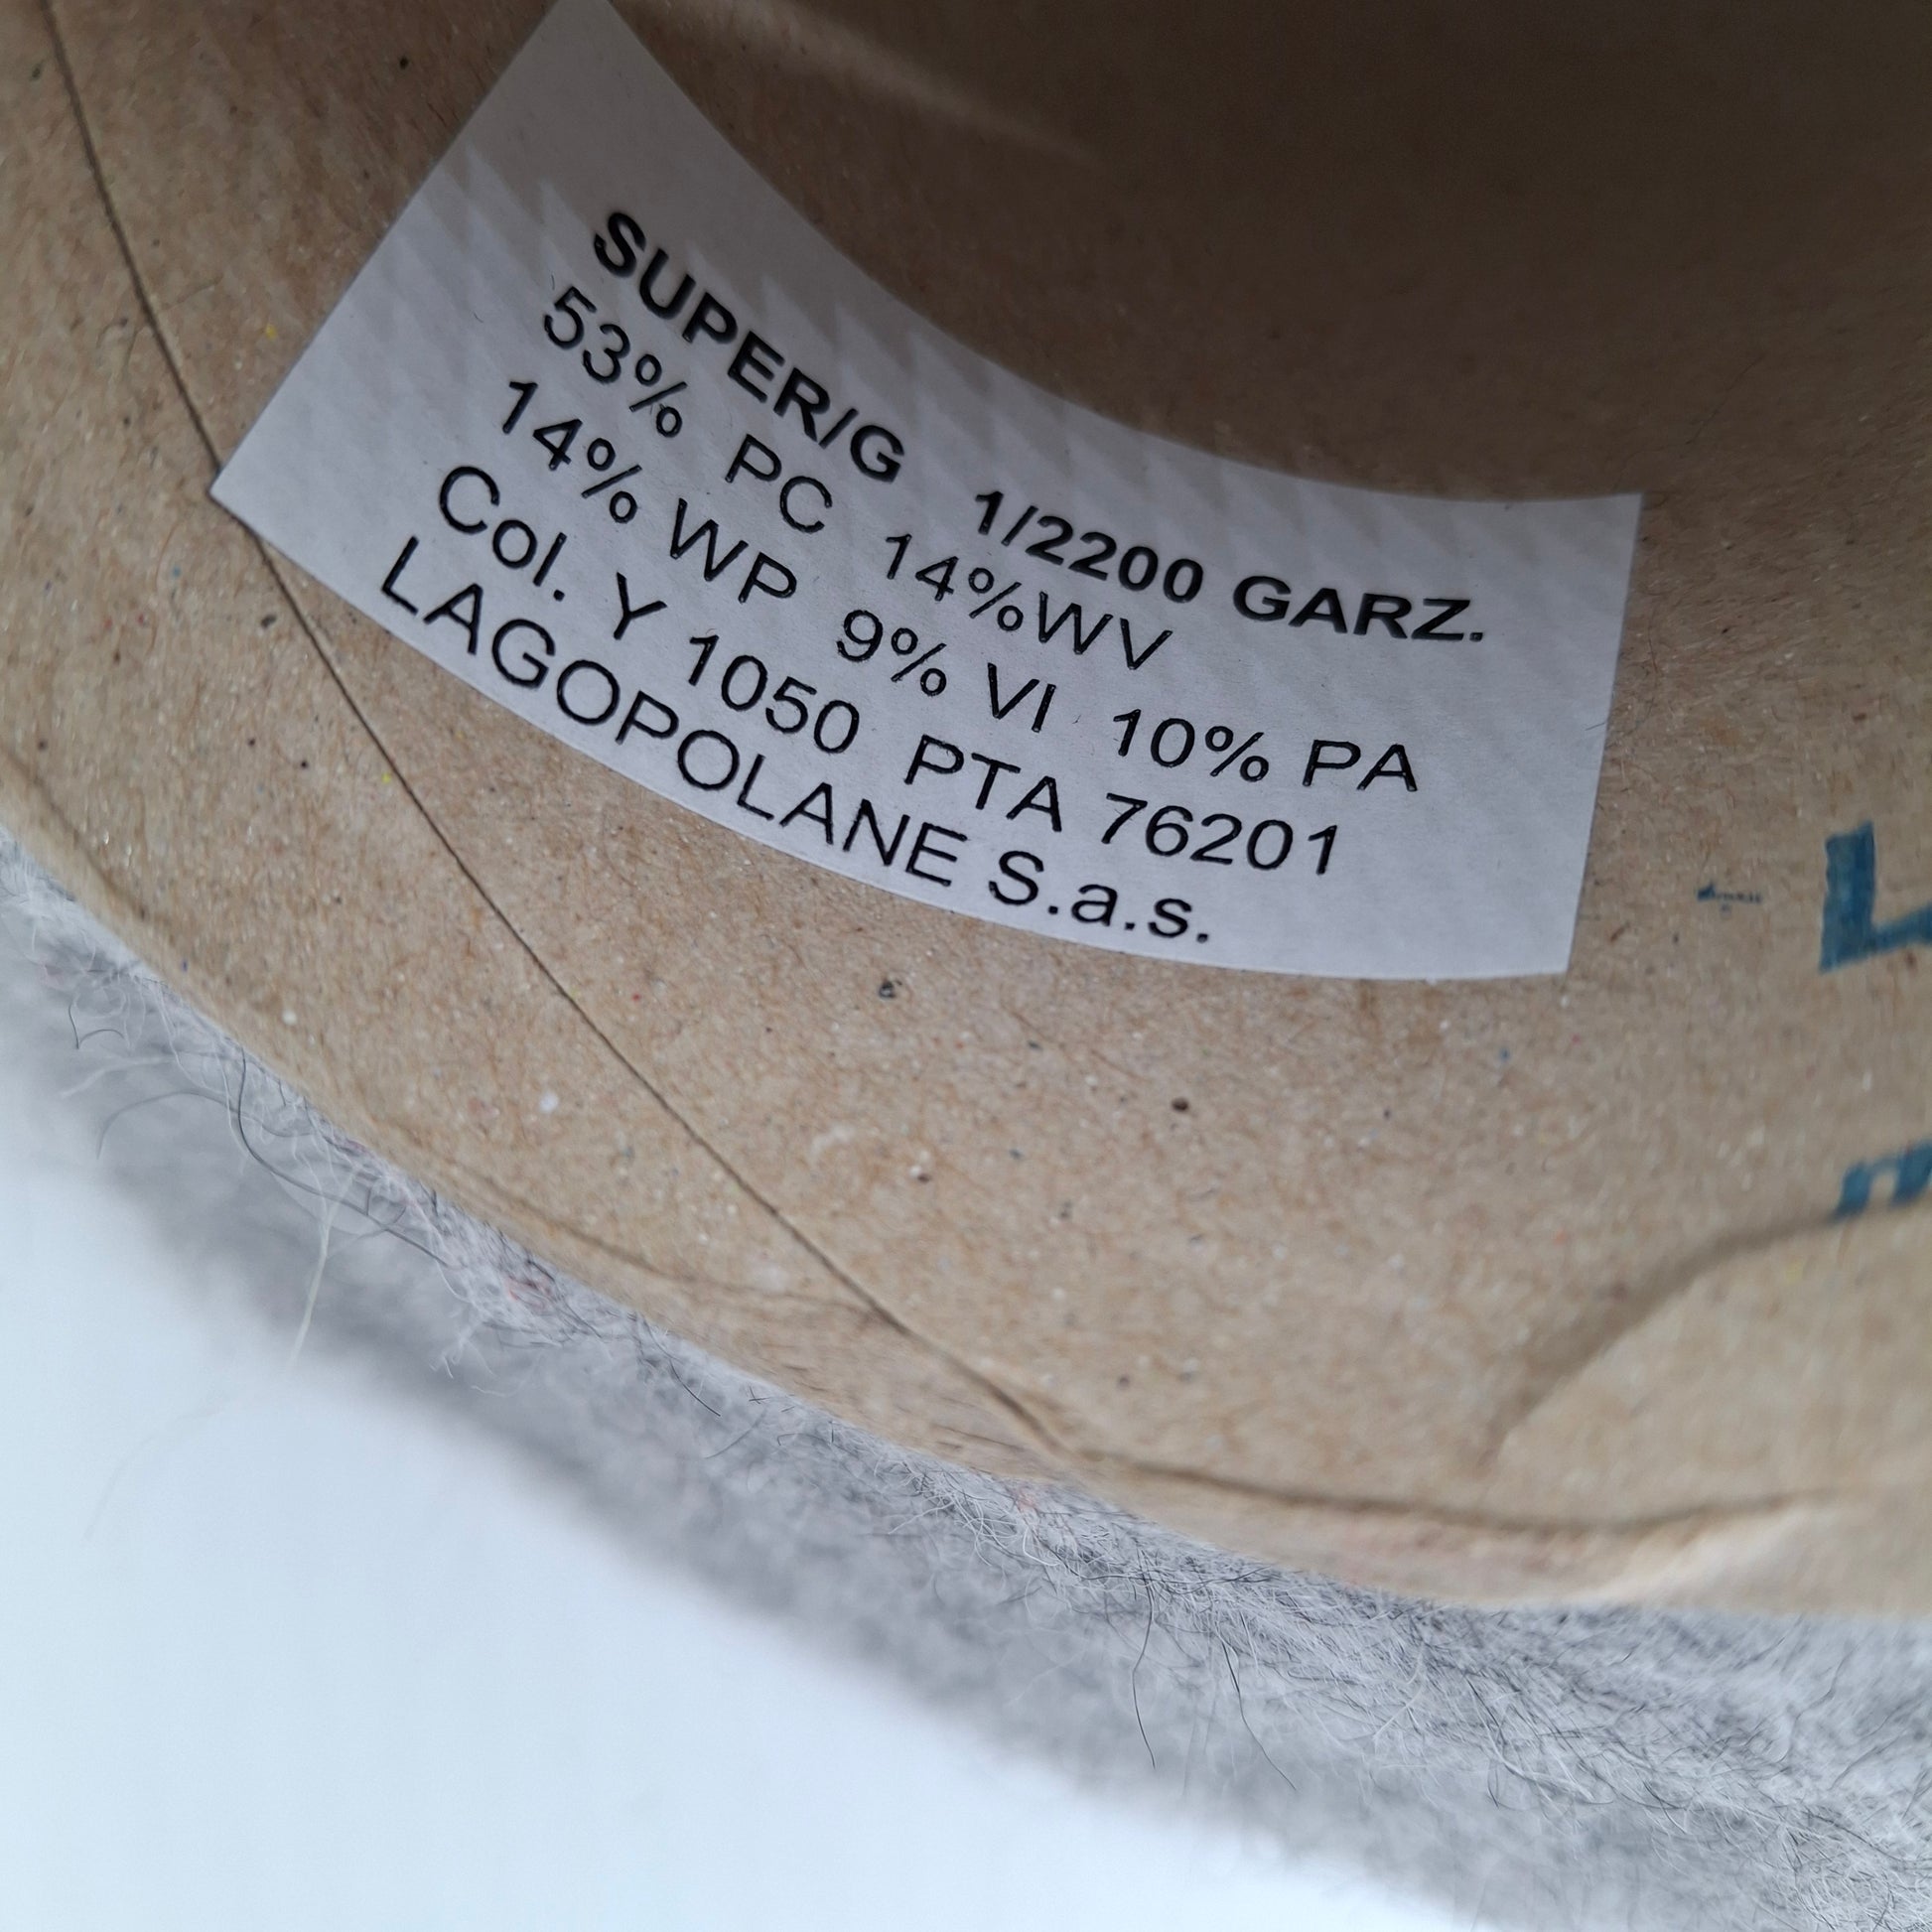 SUPER/G 1/2200 GARZ.
53% PC 14%WV
14% WP 9% VI 10% PA
Col. Y 1050 PTA 76201
LAGOPOLANE S.a.s.